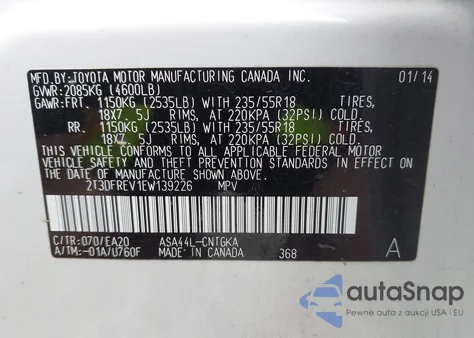 MFD.BY:TOYOTA MOTOR MANUFACTURING CANADA INC. 01/14
GVWR:2085KG (4600LB)
GAWR:FRT. 1150KG (2535LB) WITH 235/55R18 TIRES,
18X7. 5J RIMS, AT 220KPA (32PSI) COLD.
RR. 1150KG (2535LB) WITH 235/55R18 TIRES,
18X7. 5J RIMS, AT 220KPA (32PSI) COLD.
THIS VEHICLE CONFORMS TO ALL APPLICABLE FEDERAL MOTOR
VEHICLE SAFETY AND THEFT PREVENTION STANDARDS IN EFFECT
ON THE DATE OF MANUFACTURE SHOWN ABOVE.
2T3DFREV1EW139226 MPV
C/TR:070/EA20 ASA44L-CNTGKA
A/TM:-01A/U760F MADE IN CANADA 368 A
autoSnap
Pewne auta z aukcji USA - EU